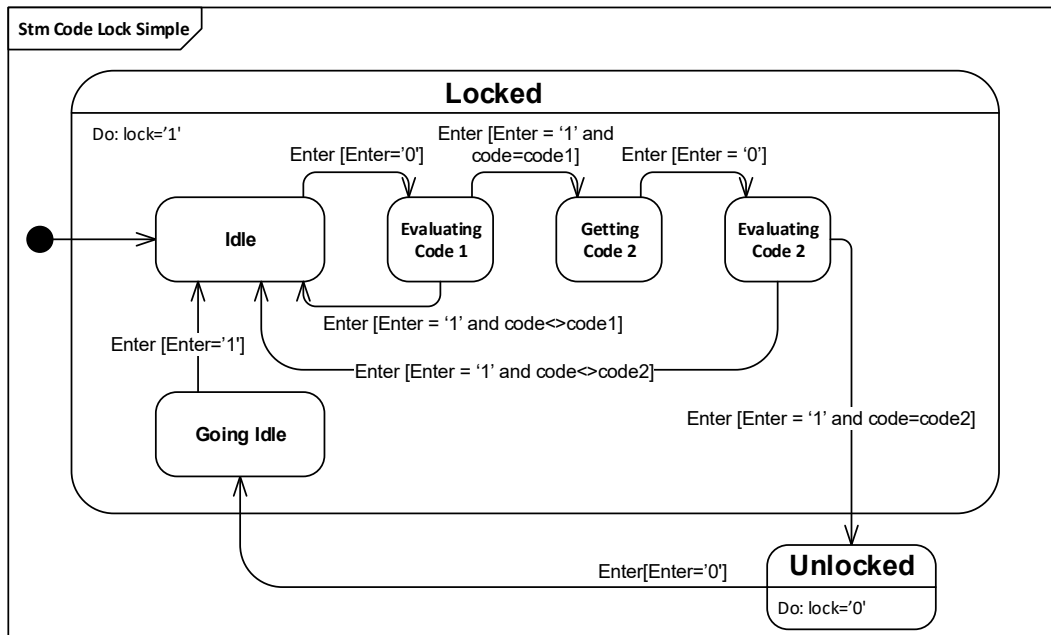 Stm Code Lock Simple
Locked
Do: lock='1'
Enter [Enter='0']
Enter [Enter = ‘1’ and
code=code1]
Enter [Enter = ‘0’]
Idle
Evaluating
Code 1
Getting
Code 2
Evaluating
Code 2
Enter [Enter = ‘1’ and code<>code1]
Enter [Enter='1']
Enter [Enter = ‘1’ and code<>code2]
Enter [Enter = ‘1’ and code=code2]
Going Idle
Unlocked
Enter[Enter='0']
Do: lock='0'